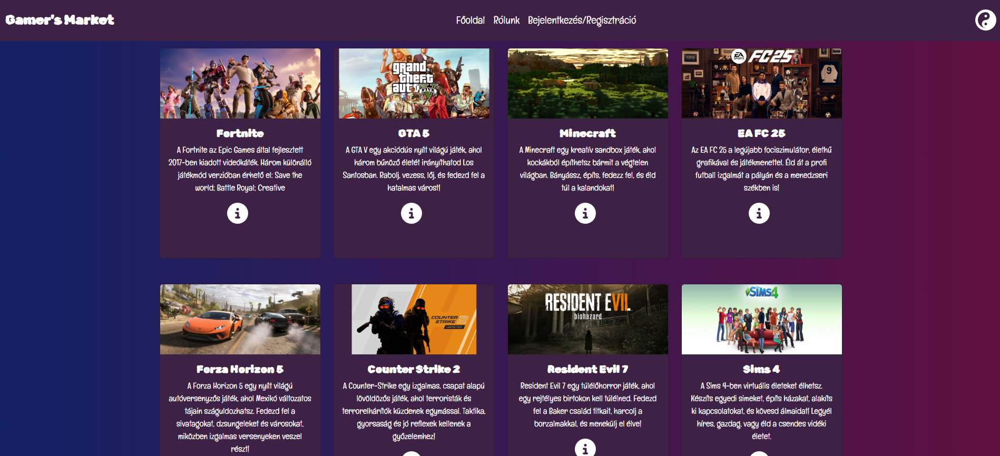 Gamer's Market
Főoldal Rólunk Bejelentkezés/Regisztráció
grand
theft
auto V
FIVE
EA
SPORTS
FC25
9
Fortnite
A Fortnite az Epic Games által fejlesztett
2017-ben kiadott videókáték. Három különálló
játékmód verzióban érhető el: Save the
world; Battle Royal; Creative
GTA 5
A GTA V egy akciódús nyílt világú játék, ahol
három bűnöző életét irányíthatod Los
Santosban. Rabolj, vezess, lőj, és fedezd fel a
hatalmas várost!
Minecraft
A Minecraft egy kreatív sandbox játék, ahol
kockákból építhetsz bármit a végtelen
világban. Bányássz, építs, fedezz fel, és éld
túl a kalandokat!
EA FC 25
Az EA FC 25 a legújabb fociszimulátor, élethű
grafikával és játékmenettel. Éld át a profi
futball izgalmát a pályán és a menedzseri
székben is!
COUNTER
STRIKE 2
LIMITED TEST
RESIDENT EVII.
biohazard
The
SIMS4
Forza Horizon 5
A Forza Horizon 5 egy nyílt világú
autóversenyzős játék, ahol Mexikó változatos
tájain száguldozhatsz. Fedezd fel a
sivatagokat, dzsungeleket és városokat,
miközben izgalmas versenyeken veszel
részt!
Counter Strike 2
A Counter-Strike egy izgalmas, csapat alapú
lövöldözős játék, ahol terroristák és
terrorelhárítók küzdenek egymással. Taktika,
gyorsaság és jó reflexek kellenek a
győzelemhez!
Resident Evil 7
Resident Evil 7 egy túlélőhorror játék, ahol
egy rejtélyes birtokon kell túlélned. Fedezd
fel a Baker család titkait, harcolj a
borzalmakkal, és menekülj el élve!
Sims 4
A Sims 4-ben virtuális életeket élhetsz.
Készíts egyedi simeket, építs házakat, alakíts
ki kapcsolatokat, és kövesd álmaidat! Legyél
híres, gazdag, vagy éld a csendes vidéki
életet.